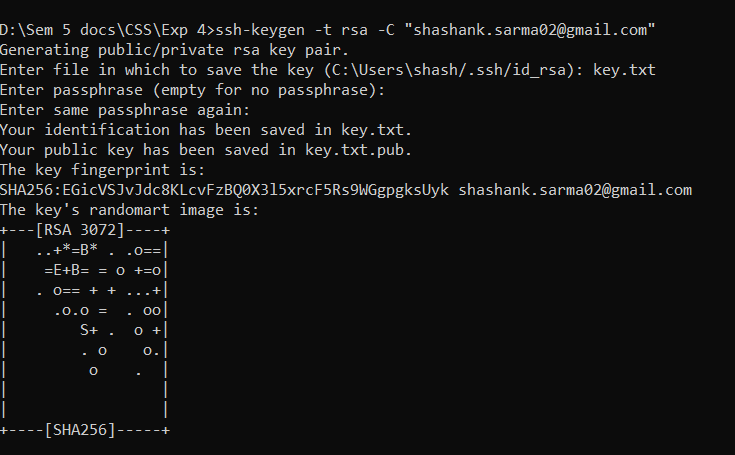 D:\Sem 5 docs\CSS\Exp 4>ssh-keygen -t rsa -C "shashank.sarma02@gmail.com"
Generating public/private rsa key pair.
Enter file in which to save the key (C:\Users\shash/.ssh/id_rsa): key.txt
Enter passphrase (empty for no passphrase):
Enter same passphrase again:
Your identification has been saved in key.txt.
Your public key has been saved in key.txt.pub.
The key fingerprint is:
SHA256:EGicVSJvJdc8KLcvFzBQ0X3l5xrcF5Rs9WGgpgksUyk shashank.sarma02@gmail.com
The key's randomart image is:
+---[RSA 3072]----+
|   ..+*=B* . .o==|
|    =E+B= = o +=o|
|   . o== + + ...+|
|     .o.o =  . oo|
|        S+ .  o +|
|        . o    o.|
|         o    .  |
|                 |
|                 |
+----[SHA256]-----+